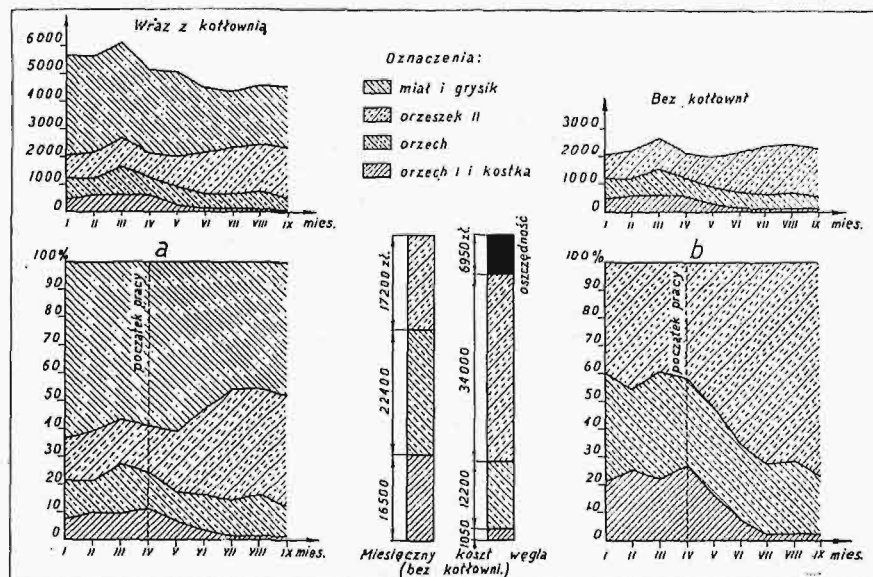 Wraz z kotłownią
6000
5000
4000
3000
2000
1000
0
I II III IV V VI VII VIII IX mies.
Oznaczenia:
miał i grysik
orzeszek II
orzech
orzech I i kostka
Bez kotłowni
3000
2000
1000
0
I II III IV V VI VII VIII IX mies.
a
100%
90
80
70
60
50
40
30
20
10
0
początek pracy
I II III IV V VI VII VIII IX mies.
17200 zł.
22400
16500
6950 zł.
oszczędność
34000
12200
1050
Miesięczny koszt węgla
(bez kotłowni.)
b
100%
90
80
70
60
50
40
30
20
10
0
początek pracy
I II III IV V VI VII VIII IX mies.